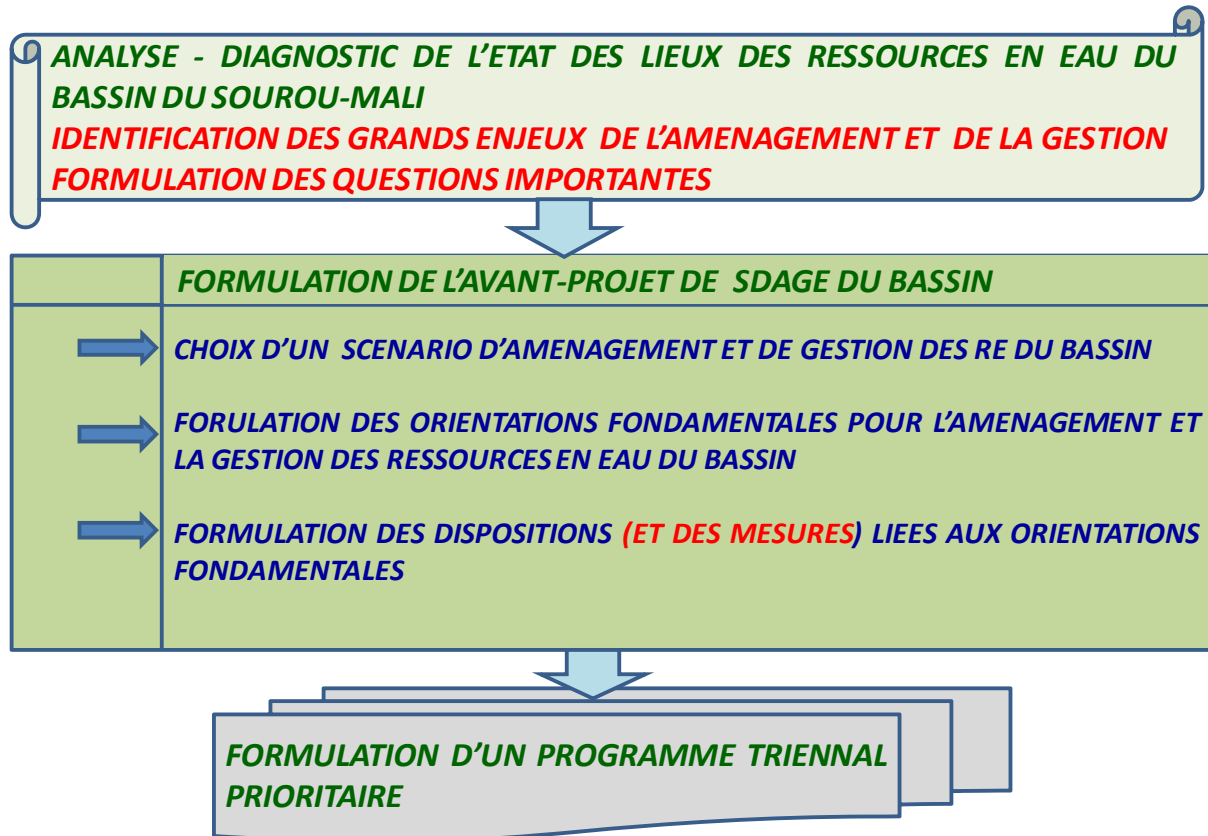 ANALYSE - DIAGNOSTIC DE L'ETAT DES LIEUX DES RESSOURCES EN EAU DU
BASSIN DU SOUROU-MALI
IDENTIFICATION DES GRANDS ENJEUX DE L'AMENAGEMENT ET DE LA GESTION
FORMULATION DES QUESTIONS IMPORTANTES
FORMULATION DE L'AVANT-PROJET DE SDAGE DU BASSIN
CHOIX D'UN SCENARIO D'AMENAGEMENT ET DE GESTION DES RE DU BASSIN
FORULATION DES ORIENTATIONS FONDAMENTALES POUR L'AMENAGEMENT ET
LA GESTION DES RESSOURCES EN EAU DU BASSIN
FORMULATION DES DISPOSITIONS (ET DES MESURES) LIEES AUX ORIENTATIONS
FONDAMENTALES
FORMULATION D'UN PROGRAMME TRIENNAL
PRIORITAIRE